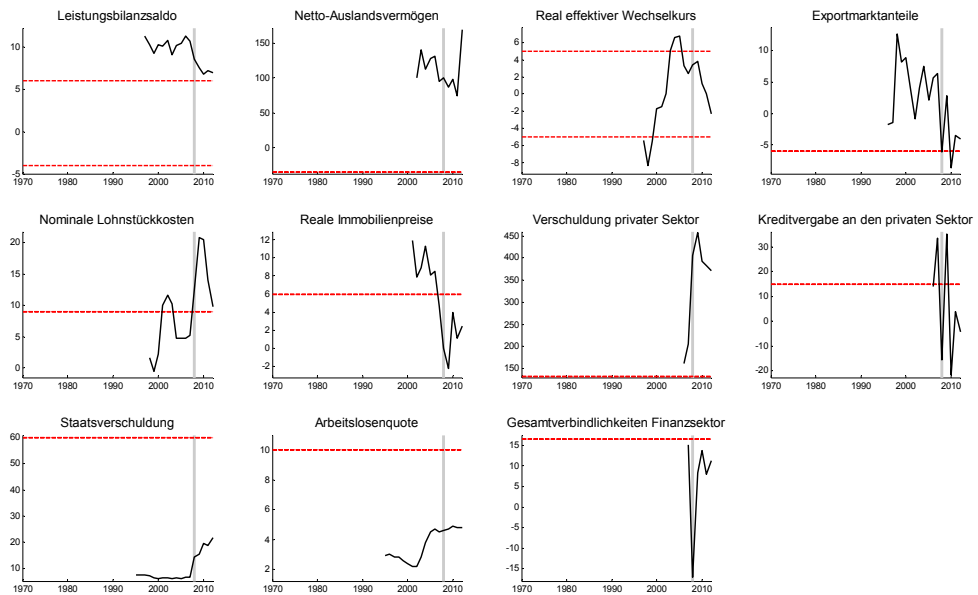 Leistungsbilanzsaldo
10
5
0
-5
1970 1980 1990 2000 2010
Netto-Auslandsvermögen
150
100
50
0
1970 1980 1990 2000 2010
Real effektiver Wechselkurs
6
4
2
0
-2
-4
-6
-8
1970 1980 1990 2000 2010
Exportmarktanteile
10
5
0
-5
1970 1980 1990 2000 2010
Nominale Lohnstückkosten
20
15
10
5
0
1970 1980 1990 2000 2010
Reale Immobilienpreise
12
10
8
6
4
2
0
-2
1970 1980 1990 2000 2010
Verschuldung privater Sektor
450
400
350
300
250
200
150
1970 1980 1990 2000 2010
Kreditvergabe an den privaten Sektor
30
20
10
0
-10
-20
1970 1980 1990 2000 2010
Staatsverschuldung
60
50
40
30
20
10
1970 1980 1990 2000 2010
Arbeitslosenquote
10
8
6
4
2
1970 1980 1990 2000 2010
Gesamtverbindlichkeiten Finanzsektor
15
10
5
0
-5
-10
-15
1970 1980 1990 2000 2010